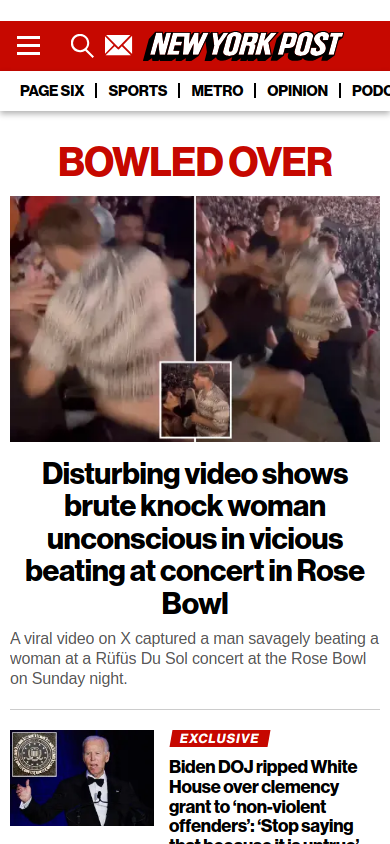 NEW YORK POST
PAGE SIX
SPORTS
METRO
OPINION
PODC
BOWLED OVER
Disturbing video shows
brute knock woman
unconscious in vicious
beating at concert in Rose
Bowl
A viral video on X captured a man savagely beating a
woman at a Rüfüs Du Sol concert at the Rose Bowl
on Sunday night.
EXCLUSIVE
Biden DOJ ripped White
House over clemency
grant to ‘non-violent
offenders’: ‘Stop saying
that because it is untrue’